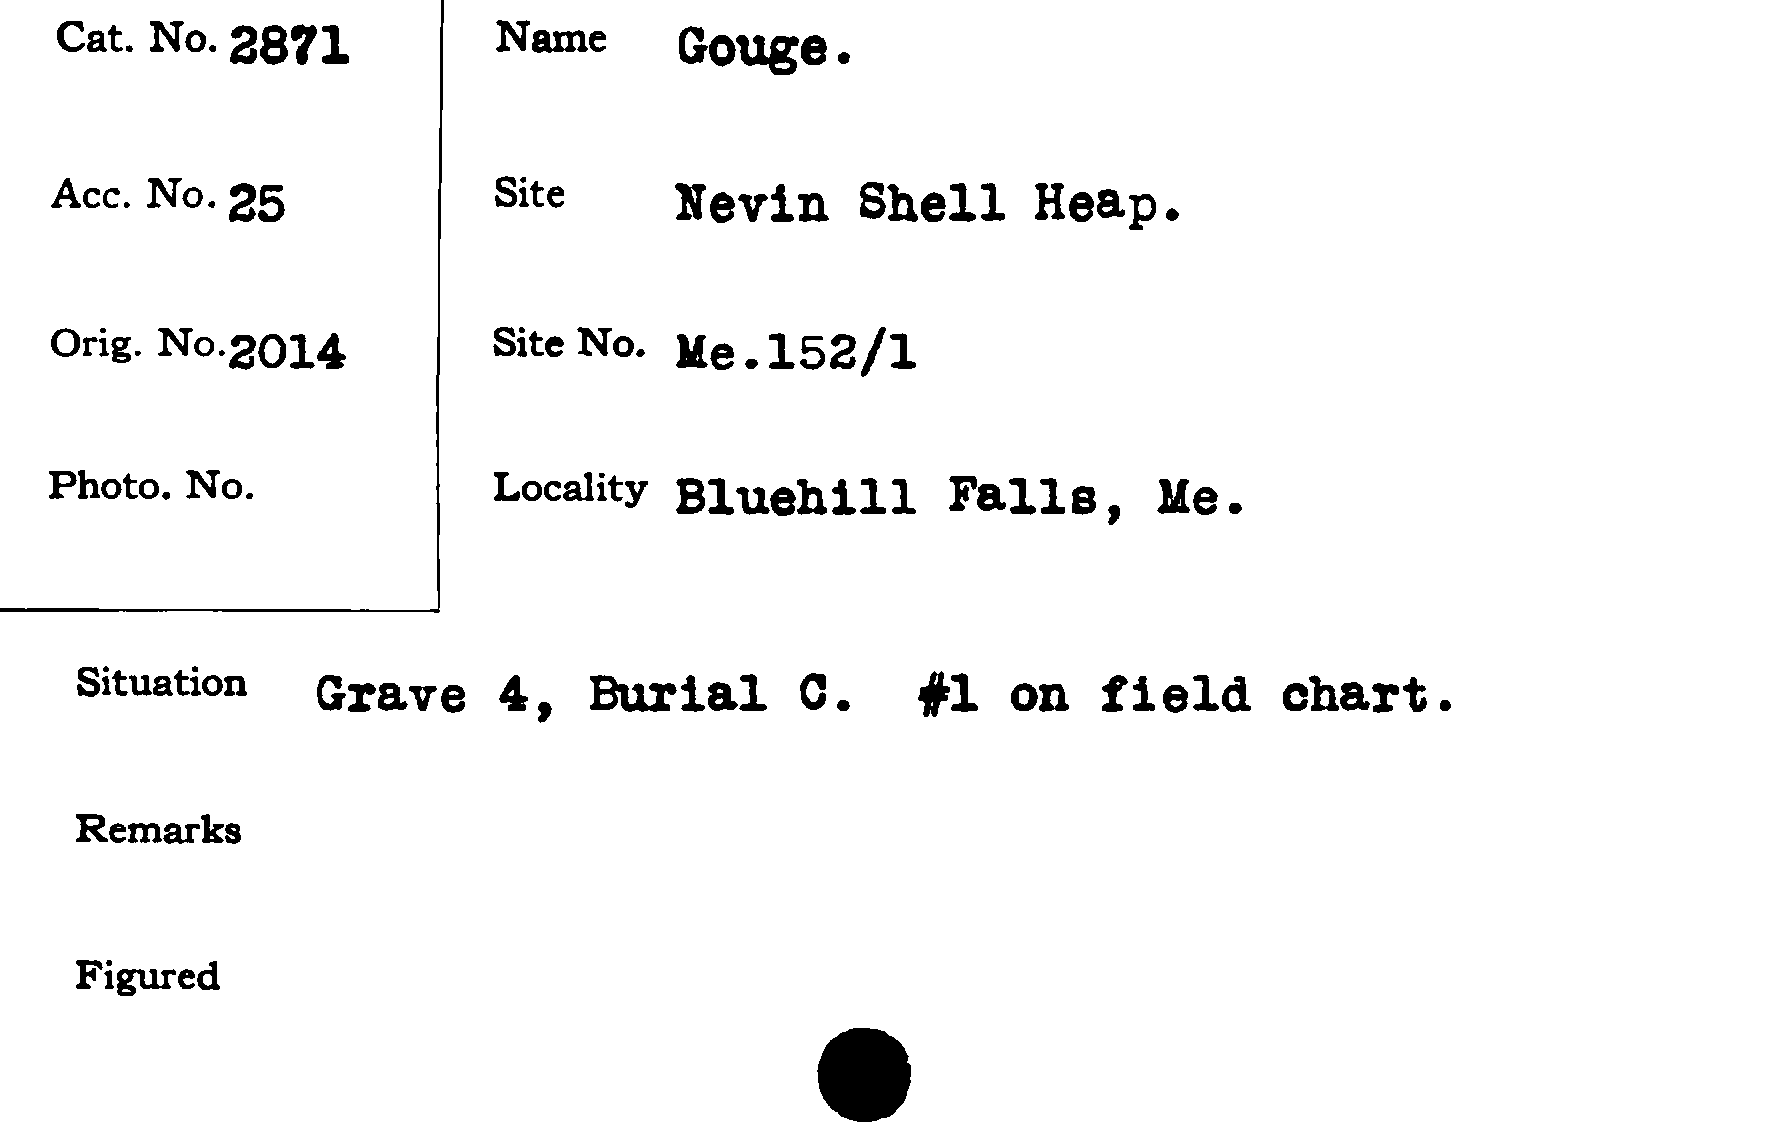 Cat. No. 2871
Acc. No. 25
Orig. No. 2014
Photo. No.
Name Gouge.
Site Nevin Shell Heap.
Site No. Me.152/1
Locality Bluehill Falls, Me.
Situation Grave 4, Burial C. #1 on field chart.
Remarks
Figured